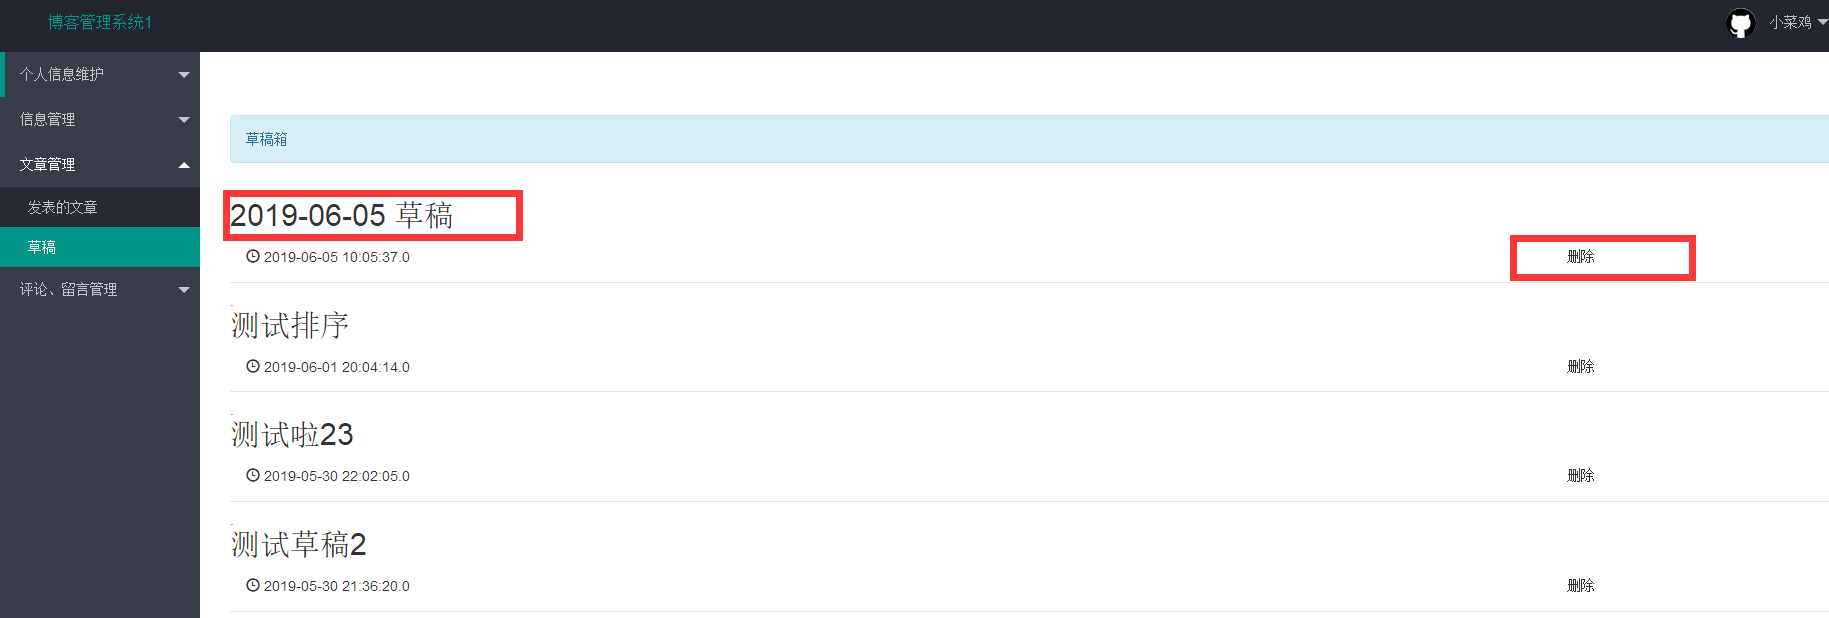 博客管理系统1
小菜鸡
个人信息维护
信息管理
文章管理
发表的文章
草稿
评论、留言管理
草稿箱
2019-06-05 草稿
2019-06-05 10:05:37.0
删除
测试排序
2019-06-01 20:04:14.0
删除
测试啦23
2019-05-30 22:02:05.0
删除
测试草稿2
2019-05-30 21:36:20.0
删除